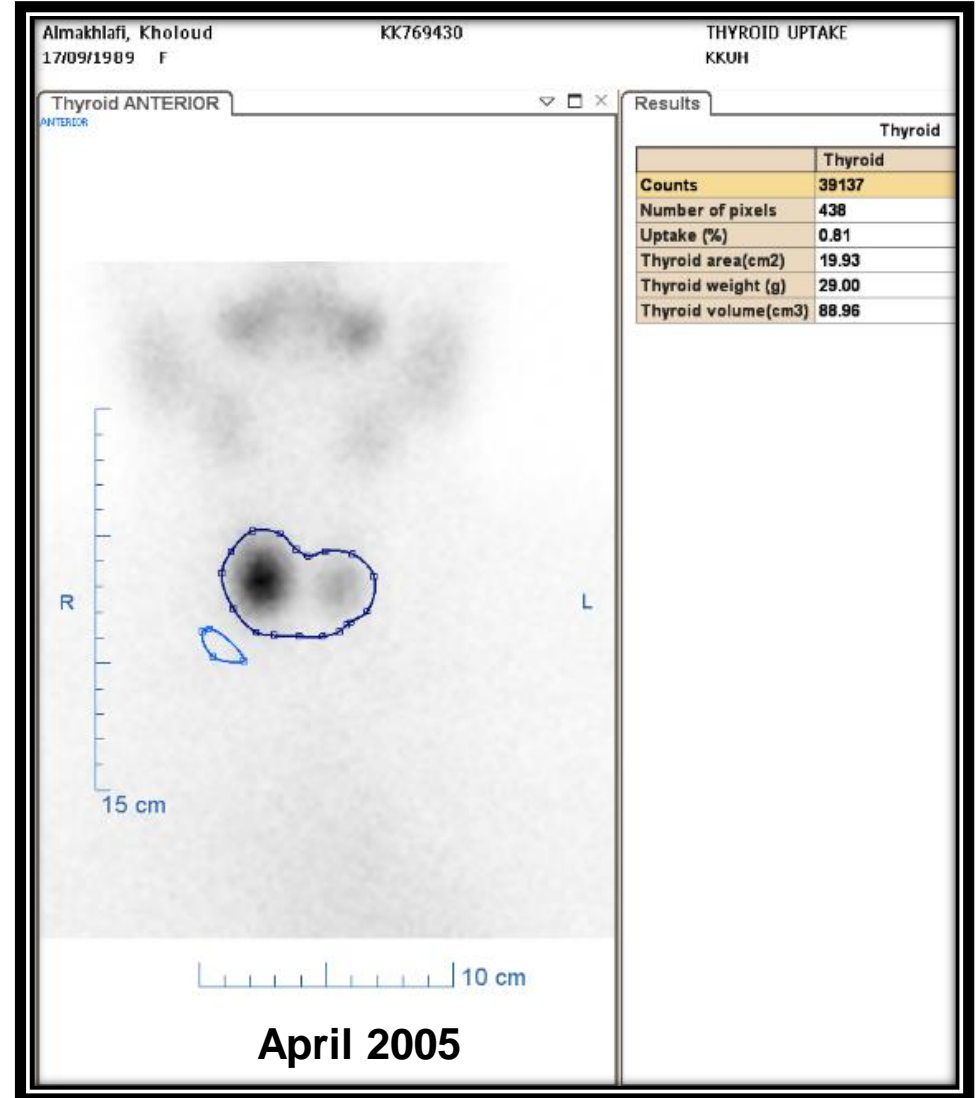 Almakhlafi, Kholoud KK769430 THYROID UPTAKE
17/09/1989 F KKUH
Thyroid ANTERIOR
ANTERIOR
R
L
15 cm
10 cm
April 2005
Results
Thyroid
Thyroid
Counts 39137
Number of pixels 438
Uptake (%) 0.81
Thyroid area(cm2) 19.93
Thyroid weight (g) 29.00
Thyroid volume(cm3) 88.96